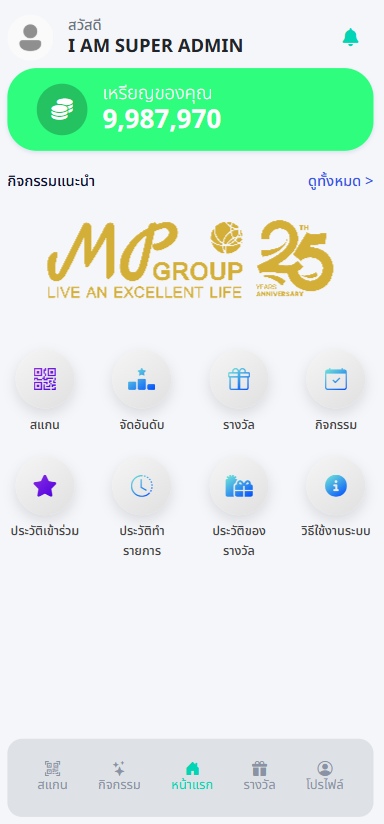 สวัสดี
I AM SUPER ADMIN
เหรียญของคุณ
9,987,970
กิจกรรมแนะนำ
ดูทั้งหมด >
MP GROUP
LIVE AN EXCELLENT LIFE
25TH
YEARS
ANNIVERSARY
สแกน
จัดอันดับ
รางวัล
กิจกรรม
ประวัติเข้าร่วม
ประวัติทำ
รายการ
ประวัติของ
รางวัล
วิธีใช้งานระบบ
สแกน
กิจกรรม
หน้าแรก
รางวัล
โปรไฟล์